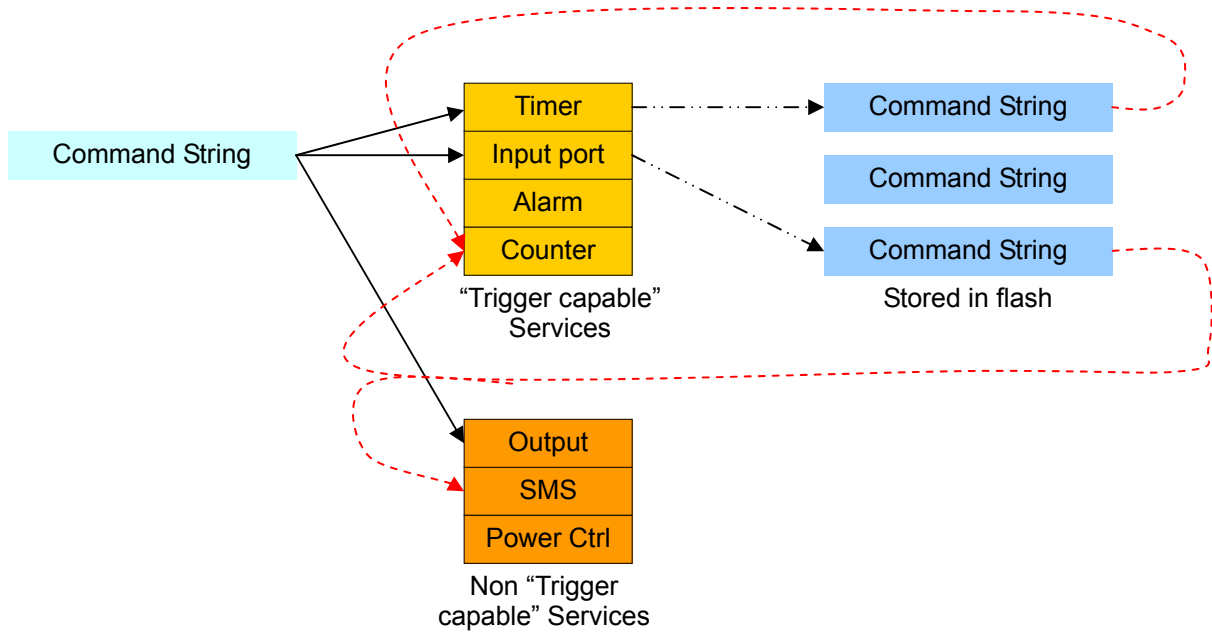 Command String
Timer
Input port
Alarm
Counter
“Trigger capable”
Services
Command String
Command String
Command String
Stored in flash
Output
SMS
Power Ctrl
Non “Trigger
capable” Services